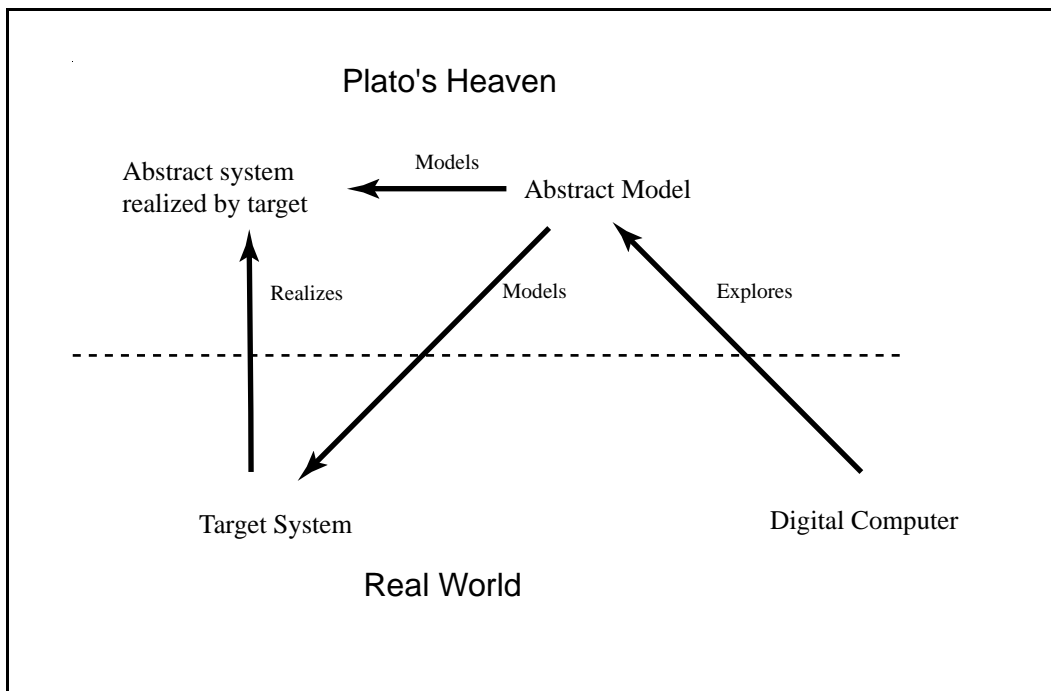 Plato's Heaven
Models
Abstract system
realized by target
Abstract Model
Realizes
Models
Explores
Target System
Digital Computer
Real World